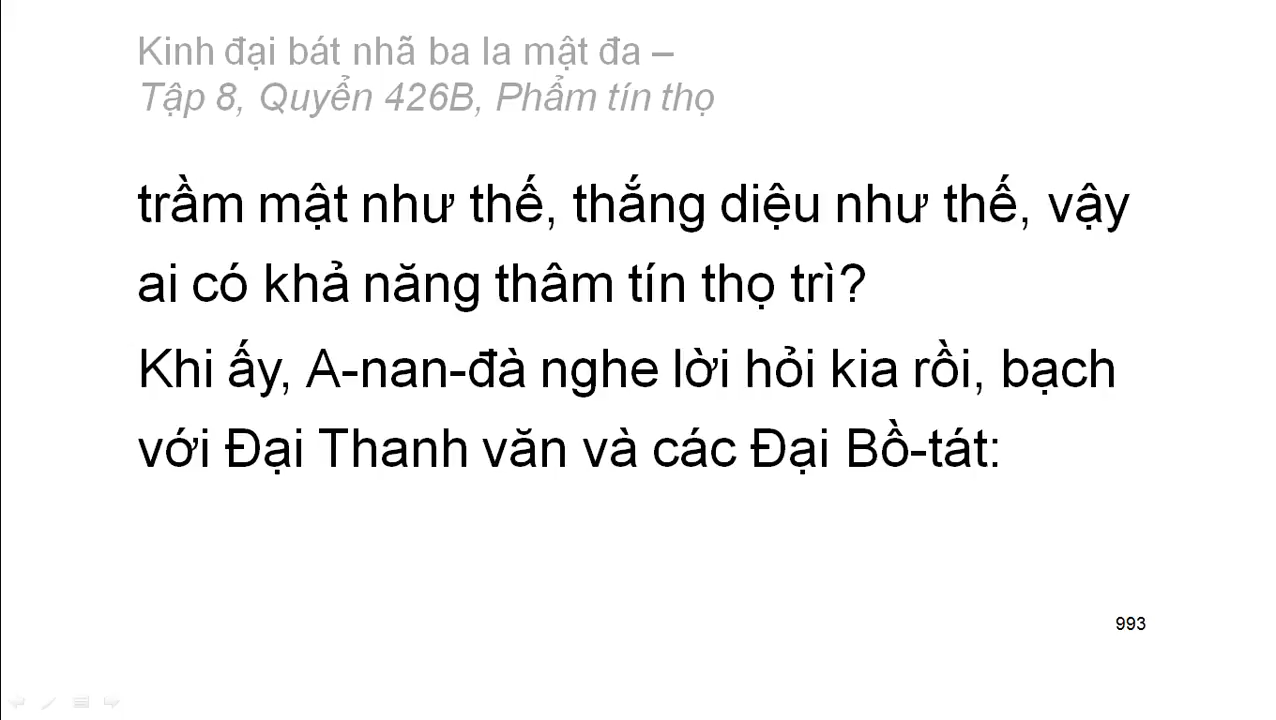 Kinh đại bát nhã ba la mật đa –
Tập 8, Quyển 426B, Phẩm tín thọ
trầm mật như thế, thắng diệu như thế, vậy
ai có khả năng thâm tín thọ trì?
Khi ấy, A-nan-đà nghe lời hỏi kia rồi, bạch
với Đại Thanh văn và các Đại Bồ-tát:
993